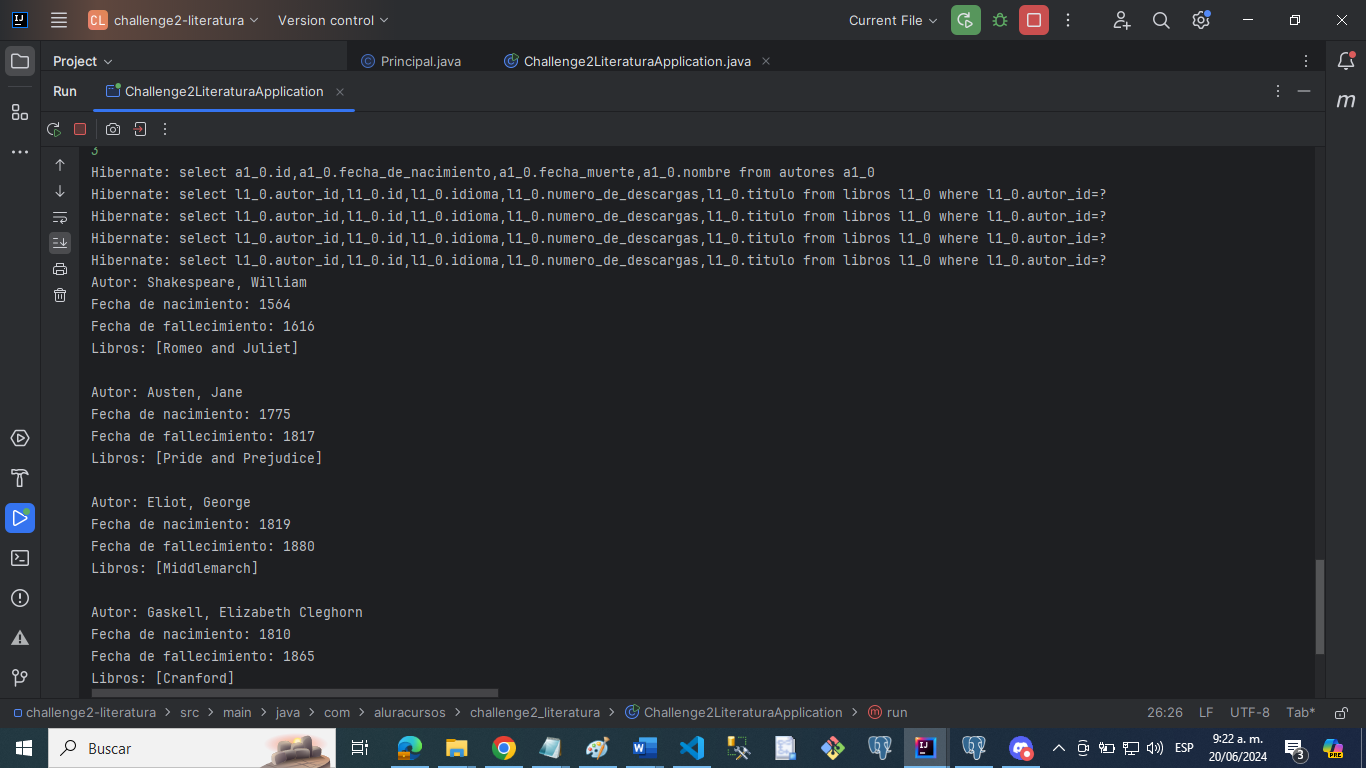 CL challenge2-literatura Version control Current File
Project Principal.java Challenge2LiteraturaApplication.java
Run Challenge2LiteraturaApplication
3
Hibernate: select a1_0.id,a1_0.fecha_de_nacimiento,a1_0.fecha_muerte,a1_0.nombre from autores a1_0
Hibernate: select l1_0.autor_id,l1_0.id,l1_0.idioma,l1_0.numero_de_descargas,l1_0.titulo from libros l1_0 where l1_0.autor_id=?
Hibernate: select l1_0.autor_id,l1_0.id,l1_0.idioma,l1_0.numero_de_descargas,l1_0.titulo from libros l1_0 where l1_0.autor_id=?
Hibernate: select l1_0.autor_id,l1_0.id,l1_0.idioma,l1_0.numero_de_descargas,l1_0.titulo from libros l1_0 where l1_0.autor_id=?
Hibernate: select l1_0.autor_id,l1_0.id,l1_0.idioma,l1_0.numero_de_descargas,l1_0.titulo from libros l1_0 where l1_0.autor_id=?
Autor: Shakespeare, William
Fecha de nacimiento: 1564
Fecha de fallecimiento: 1616
Libros: [Romeo and Juliet]
Autor: Austen, Jane
Fecha de nacimiento: 1775
Fecha de fallecimiento: 1817
Libros: [Pride and Prejudice]
Autor: Eliot, George
Fecha de nacimiento: 1819
Fecha de fallecimiento: 1880
Libros: [Middlemarch]
Autor: Gaskell, Elizabeth Cleghorn
Fecha de nacimiento: 1810
Fecha de fallecimiento: 1865
Libros: [Cranford]
challenge2-literatura > src > main > java > com > aluracursos > challenge2_literatura > Challenge2LiteraturaApplication > run 26:26 LF UTF-8 Tab*
Buscar ESP 9:22 a. m. 3
20/06/2024